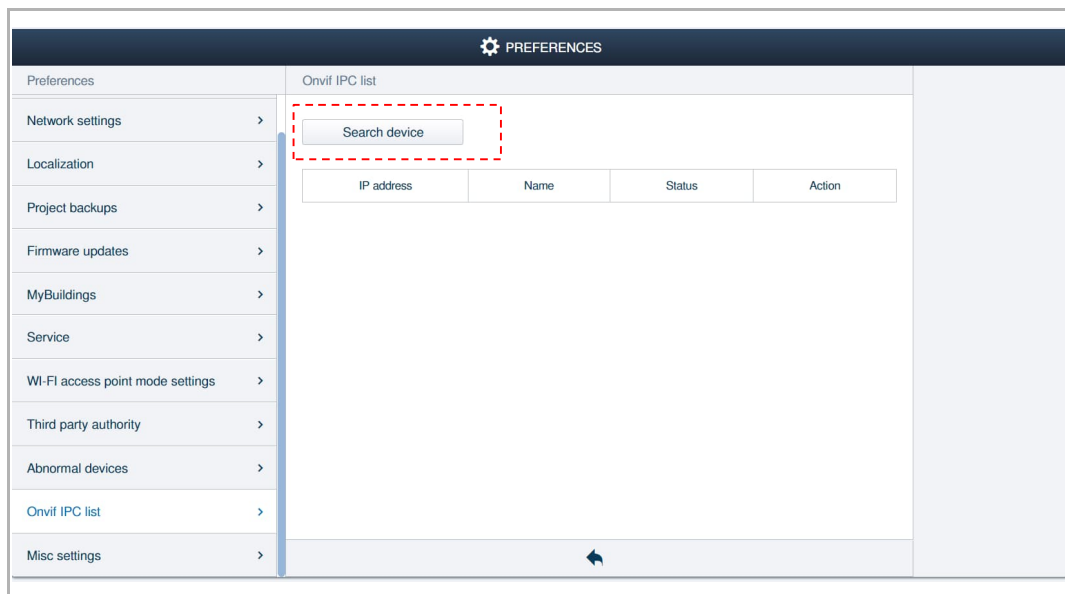 PREFERENCES
Preferences
Onvif IPC list
Network settings
Localization
Project backups
Firmware updates
MyBuildings
Service
WI-FI access point mode settings
Third party authority
Abnormal devices
Onvif IPC list
Misc settings
Search device
IP address Name Status Action